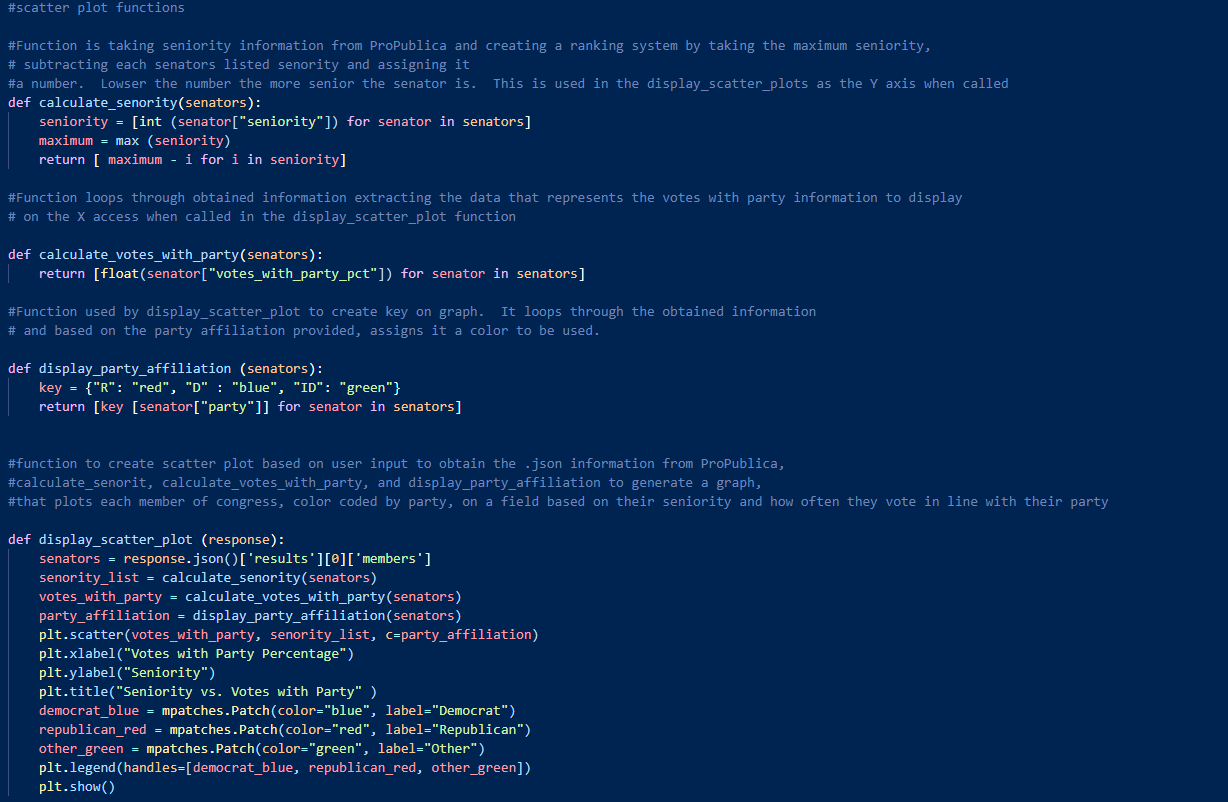 #scatter plot functions
#Function is taking seniority information from ProPublica and creating a ranking system by taking the maximum seniority,
# subtracting each senators listed senority and assigning it
#a number.  Lowser the number the more senior the senator is.  This is used in the display_scatter_plots as the Y axis when called
def calculate_senority(senators):
    seniority = [int (senator["seniority"]) for senator in senators]
    maximum = max (seniority)
    return [ maximum - i for i in seniority]
#Function loops through obtained information extracting the data that represents the votes with party information to display
# on the X access when called in the display_scatter_plot function
def calculate_votes_with_party(senators):
    return [float(senator["votes_with_party_pct"]) for senator in senators]
#Function used by display_scatter_plot to create key on graph.  It loops through the obtained information
# and based on the party affiliation provided, assigns it a color to be used.
def display_party_affiliation (senators):
    key = {"R": "red", "D" : "blue", "ID": "green"}
    return [key [senator["party"]] for senator in senators]
#function to create scatter plot based on user input to obtain the .json information from ProPublica,
#calculate_senorit, calculate_votes_with_party, and display_party_affiliation to generate a graph,
#that plots each member of congress, color coded by party, on a field based on their seniority and how often they vote in line with their party
def display_scatter_plot (response):
    senators = response.json()['results'][0]['members']
    senority_list = calculate_senority(senators)
    votes_with_party = calculate_votes_with_party(senators)
    party_affiliation = display_party_affiliation(senators)
    plt.scatter(votes_with_party, senority_list, c=party_affiliation)
    plt.xlabel("Votes with Party Percentage")
    plt.ylabel("Seniority")
    plt.title("Seniority vs. Votes with Party" )
    democrat_blue = mpatches.Patch(color="blue", label="Democrat")
    republican_red = mpatches.Patch(color="red", label="Republican")
    other_green = mpatches.Patch(color="green", label="Other")
    plt.legend(handles=[democrat_blue, republican_red, other_green])
    plt.show()